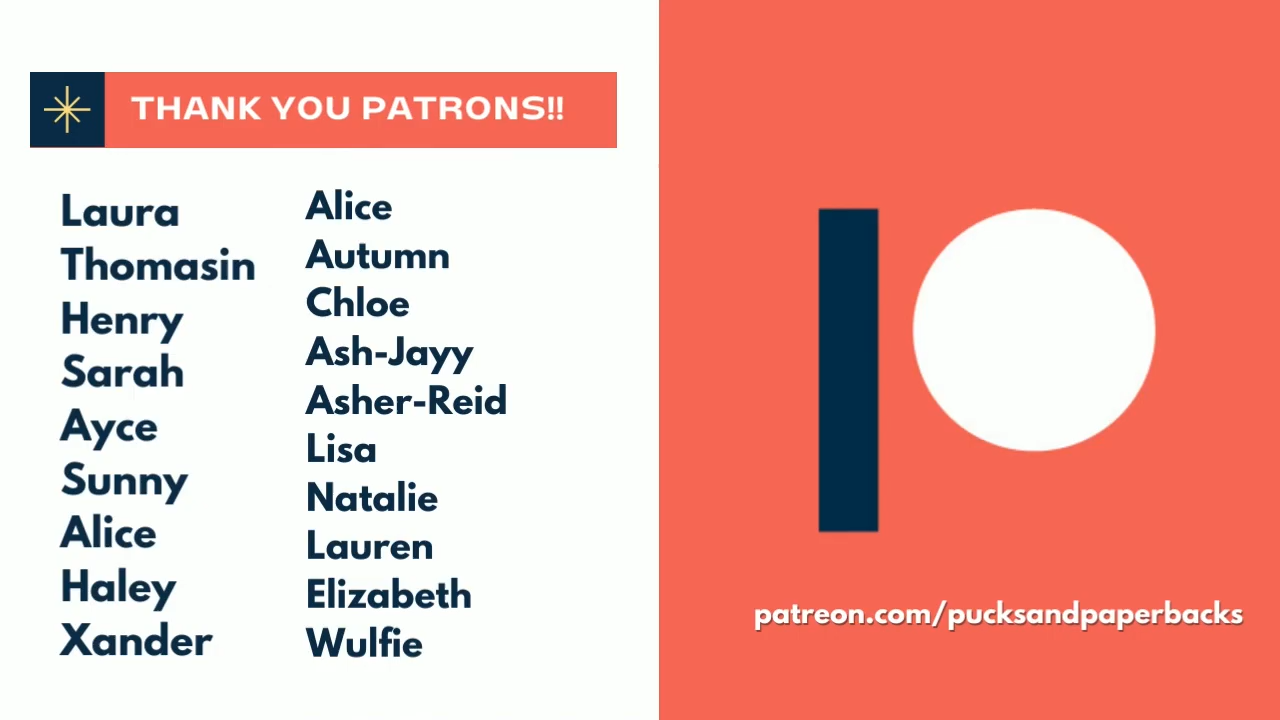 THANK YOU PATRONS!!
Laura
Thomasin
Henry
Sarah
Ayce
Sunny
Alice
Haley
Xander
Alice
Autumn
Chloe
Ash-Jayy
Asher-Reid
Lisa
Natalie
Lauren
Elizabeth
Wulfie
patreon.com/pucksandpaperbacks